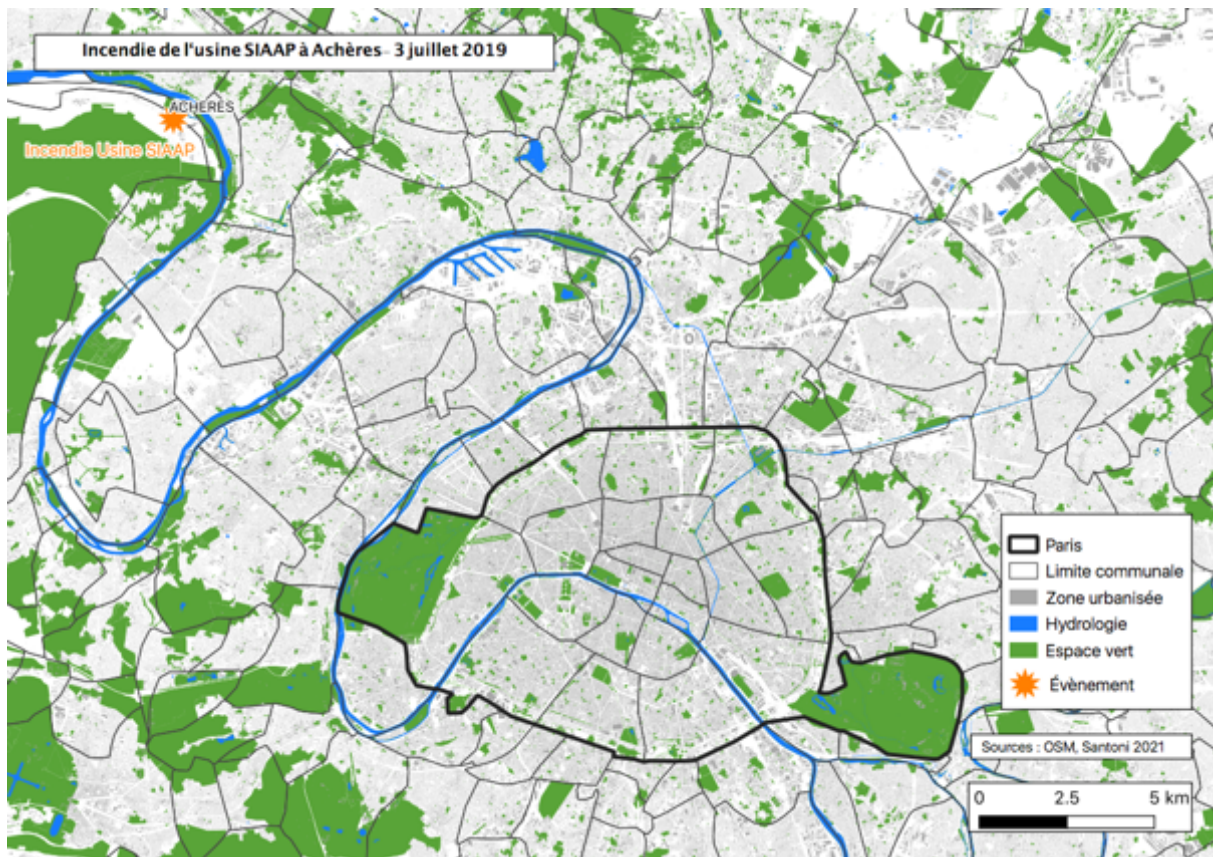 Incendie de l'usine SIAAP à Achères - 3 juillet 2019
ACHERES
Incendie Usine SIAAP
Paris
Limite communale
Zone urbanisée
Hydrologie
Espace vert
Évènement
Sources : OSM, Santoni 2021
0 2.5 5 km